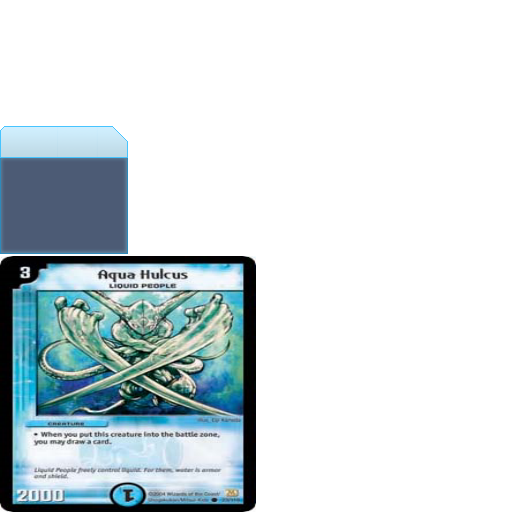 3
Aqua Hulcus
LIQUID PEOPLE
CREATURE
• When you put this creature into the battle zone,
you may draw a card.
Liquid People freely control liquid. For them, water is armor
and shield.
2000
1
©2004 Wizards of the Coast/